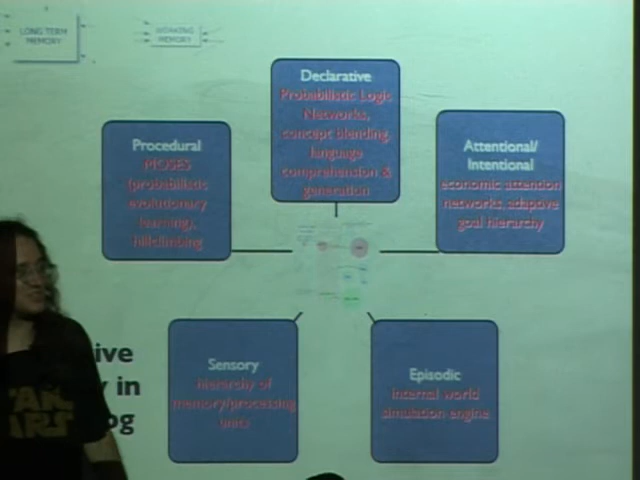 LONG TERM
MEMORY
WORKING
MEMORY
Declarative
Probabilistic Logic
Networks,
concept blending,
language
comprehension &
generation
Procedural
MOSES
(probabilistic
evolutionary
learning),
hillclimbing
Attentional/
Intentional
economic attention
networks, adaptive
goal hierarchy
Sensory
hierarchy of
memory/processing
units
Episodic
internal world
simulation engine
ive
y in
og
STAR
WARS